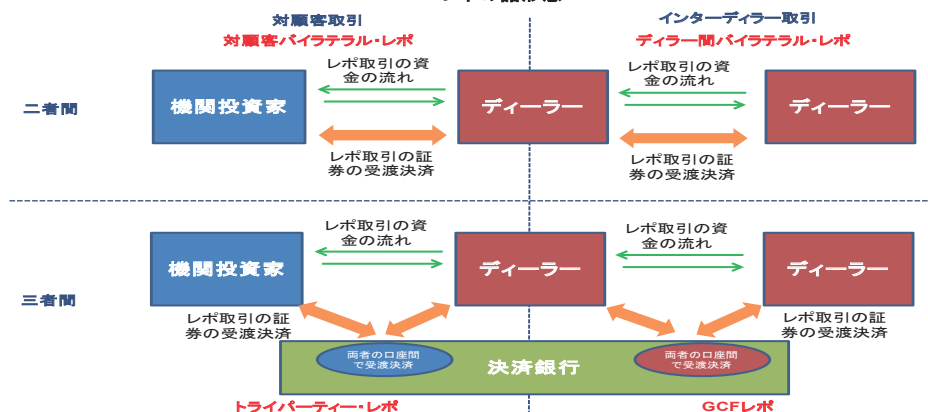 対顧客取引
インターディーラー取引
対顧客バイラテラル・レポ
ディラー間バイラテラル・レポ
レポ取引の資
金の流れ
レポ取引の資
金の流れ
二者間
機関投資家
ディーラー
ディーラー
レポ取引の証
券の受渡決済
レポ取引の証
券の受渡決済
レポ取引の資
金の流れ
レポ取引の資
金の流れ
三者間
機関投資家
ディーラー
ディーラー
レポ取引の証
券の受渡決済
レポ取引の証
券の受渡決済
両者の口座間
で受渡決済
決済銀行
両者の口座間
で受渡決済
トライパーティー・レポ
GCFレポ